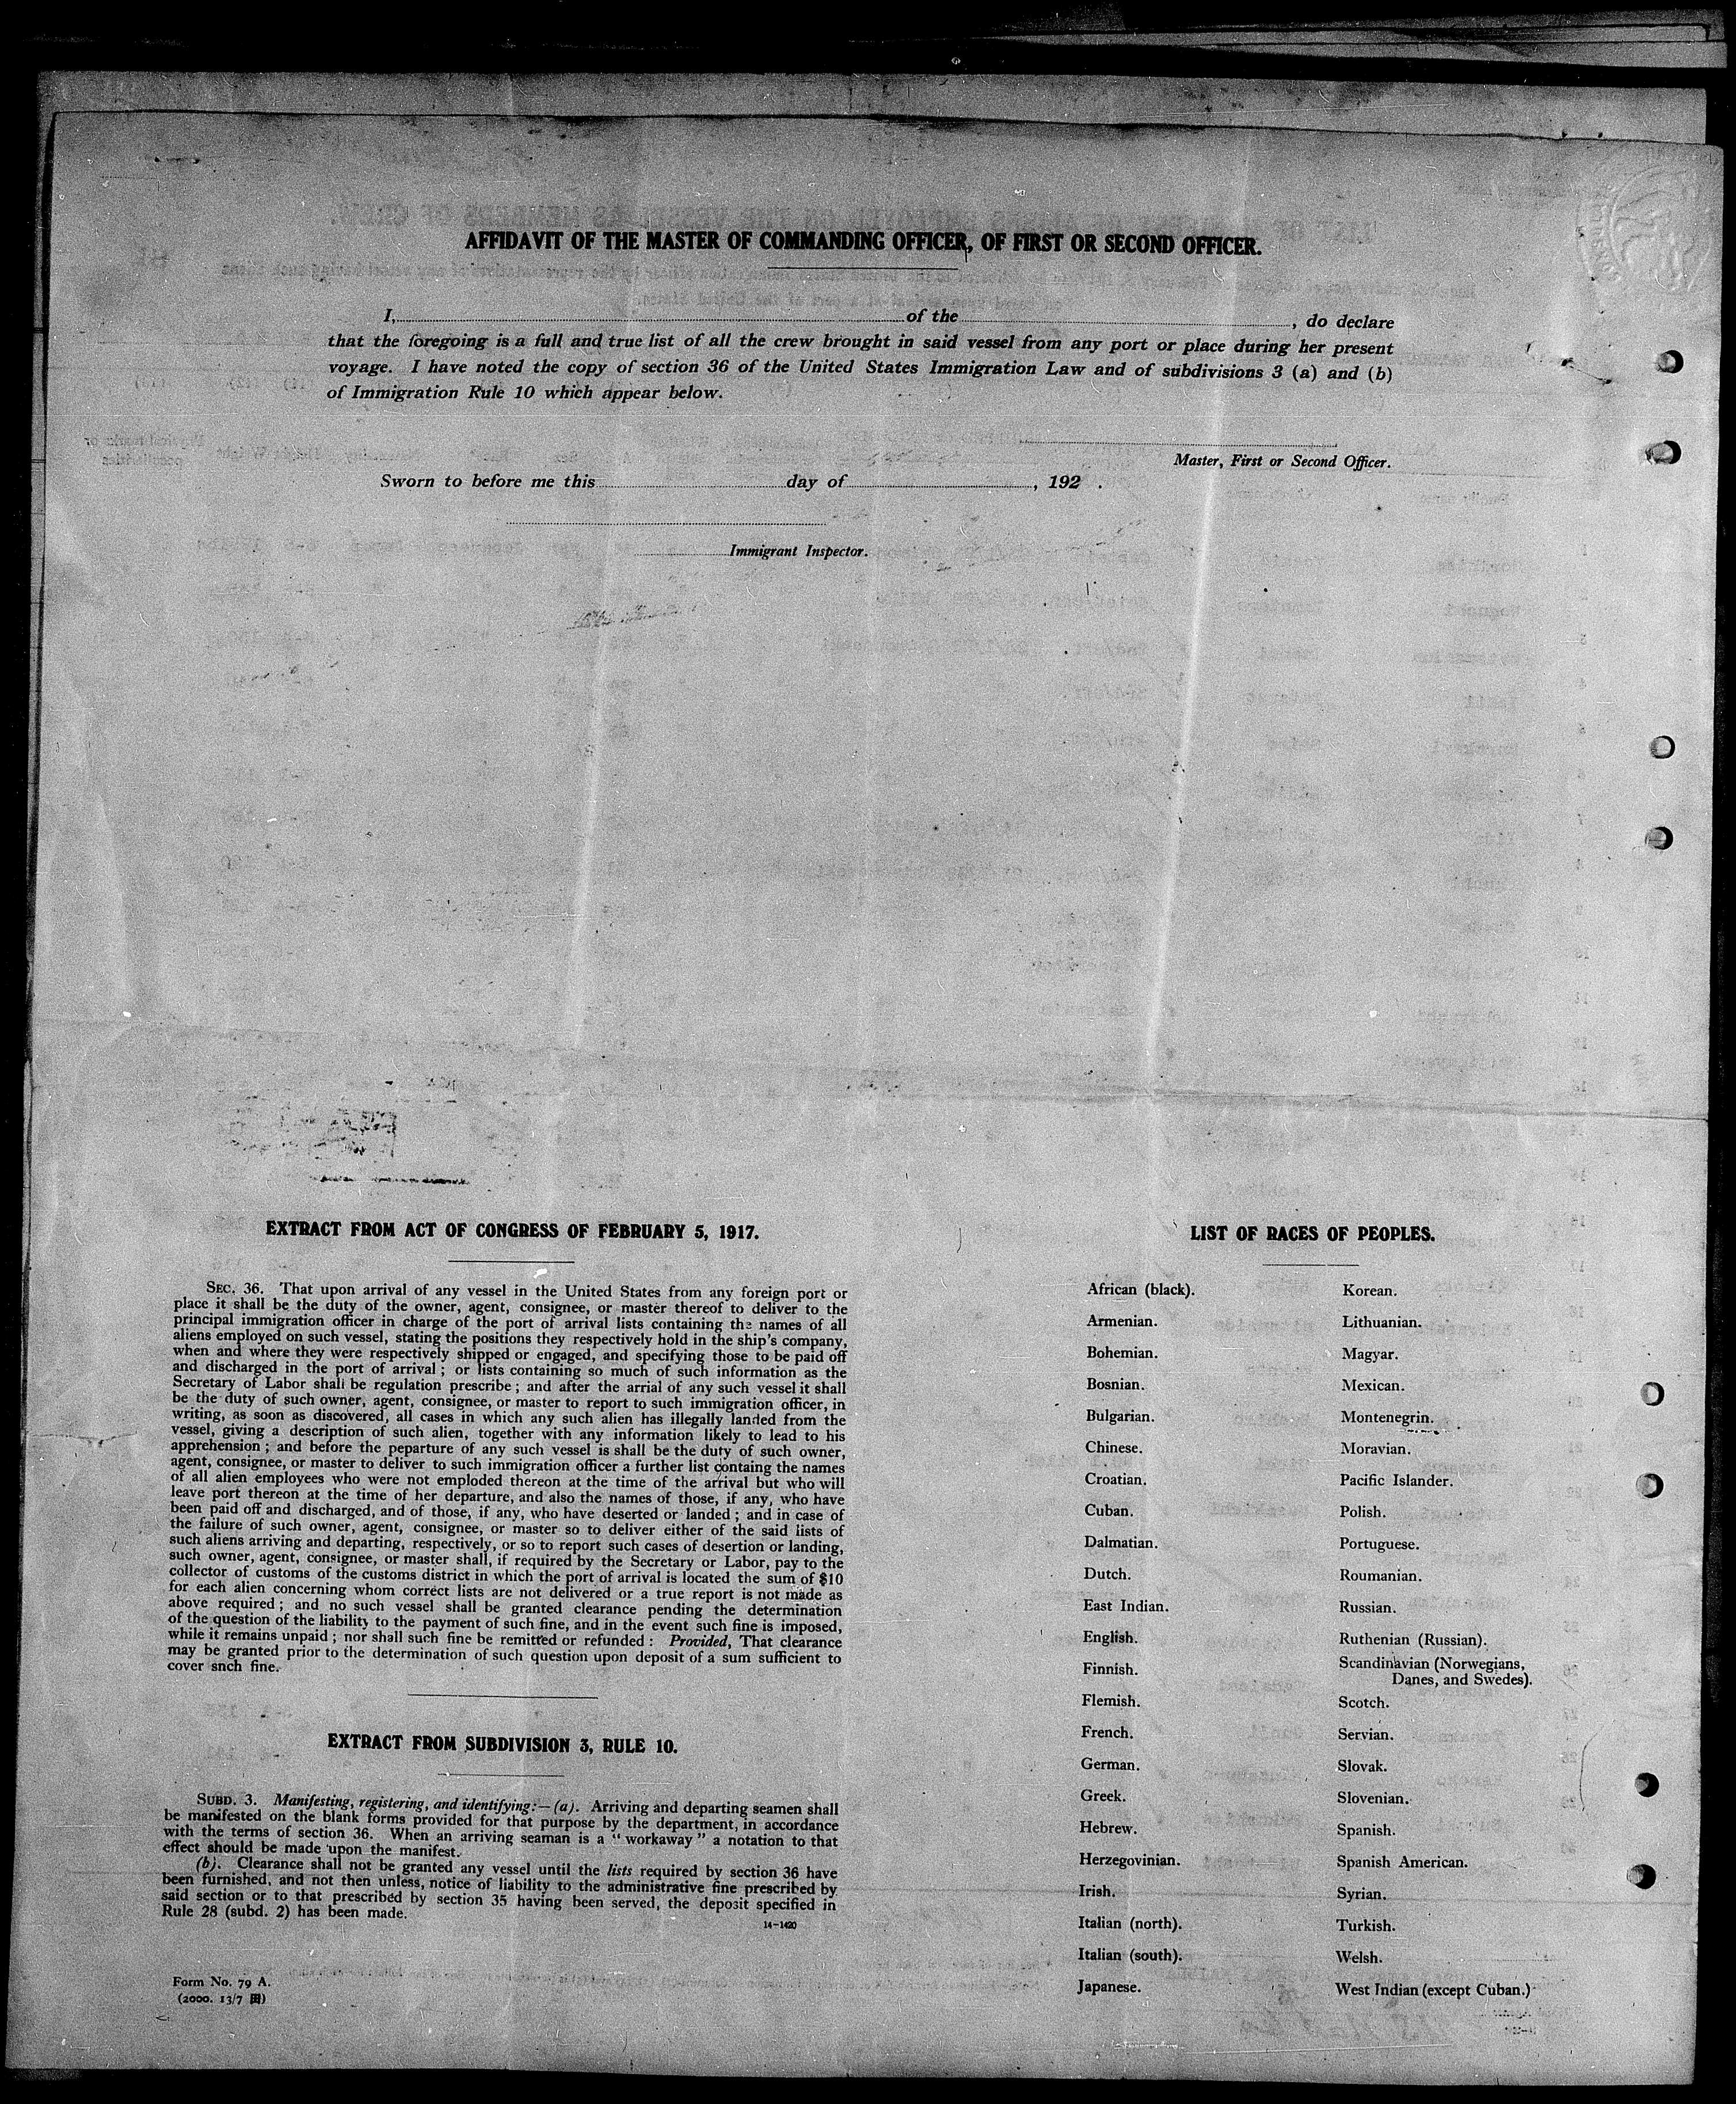 AFFIDAVIT OF THE MASTER OF COMMANDING OFFICER, OF FIRST OR SECOND OFFICER.
I, of the , do declare
that the foregoing is a full and true list of all the crew brought in said vessel from any port or place during her present
voyage. I have noted the copy of section 36 of the United States Immigration Law and of subdivisions 3 (a) and (b)
of Immigration Rule 10 which appear below.
Master, First or Second Officer.
Sworn to before me this day of , 192 .
Immigrant Inspector.
EXTRACT FROM ACT OF CONGRESS OF FEBRUARY 5, 1917.
SEC. 36. That upon arrival of any vessel in the United States from any foreign port or
place it shall be the duty of the owner, agent, consignee, or master thereof to deliver to the
principal immigration officer in charge of the port of arrival lists containing the names of all
aliens employed on such vessel, stating the positions they respectively hold in the ship's company,
when and where they were respectively shipped or engaged, and specifying those to be paid off
and discharged in the port of arrival; or lists containing so much of such information as the
Secretary of Labor shall be regulation prescribe; and after the arrial of any such vessel it shall
be the duty of such owner, agent, consignee, or master to report to such immigration officer, in
writing, as soon as discovered, all cases in which any such alien has illegally landed from the
vessel, giving a description of such alien, together with any information likely to lead to his
apprehension; and before the peparture of any such vessel is shall be the duty of such owner,
agent, consignee, or master to deliver to such immigration officer a further list containg the names
of all alien employees who were not emploded thereon at the time of the arrival but who will
leave port thereon at the time of her departure, and also the names of those, if any, who have
been paid off and discharged, and of those, if any, who have deserted or landed; and in case of
the failure of such owner, agent, consignee, or master so to deliver either of the said lists of
such aliens arriving and departing, respectively, or so to report such cases of desertion or landing,
such owner, agent, consignee, or master shall, if required by the Secretary or Labor, pay to the
collector of customs of the customs district in which the port of arrival is located the sum of $10
for each alien concerning whom correct lists are not delivered or a true report is not made as
above required; and no such vessel shall be granted clearance pending the determination
of the question of the liability to the payment of such fine, and in the event such fine is imposed,
while it remains unpaid; nor shall such fine be remitted or refunded: Provided, That clearance
may be granted prior to the determination of such question upon deposit of a sum sufficient to
cover snch fine.
EXTRACT FROM SUBDIVISION 3, RULE 10.
SUBD. 3. Manifesting, registering, and identifying:—(a). Arriving and departing seamen shall
be manifested on the blank forms provided for that purpose by the department, in accordance
with the terms of section 36. When an arriving seaman is a "workaway" a notation to that
effect should be made upon the manifest.
(b). Clearance shall not be granted any vessel until the lists required by section 36 have
been furnished, and not then unless, notice of liability to the administrative fine prescribed by
said section or to that prescribed by section 35 having been served, the deposit specified in
Rule 28 (subd. 2) has been made.
14-1420
Form No. 79 A.
(2000. 13/7 田)
LIST OF RACES OF PEOPLES.
African (black).
Armenian.
Bohemian.
Bosnian.
Bulgarian.
Chinese.
Croatian.
Cuban.
Dalmatian.
Dutch.
East Indian.
English.
Finnish.
Flemish.
French.
German.
Greek.
Hebrew.
Herzegovinian.
Irish.
Italian (north).
Italian (south).
Japanese.
Korean.
Lithuanian.
Magyar.
Mexican.
Montenegrin.
Moravian.
Pacific Islander.
Polish.
Portuguese.
Roumanian.
Russian.
Ruthenian (Russian).
Scandinavian (Norwegians,
Danes, and Swedes).
Scotch.
Servian.
Slovak.
Slovenian.
Spanish.
Spanish American.
Syrian.
Turkish.
Welsh.
West Indian (except Cuban.)